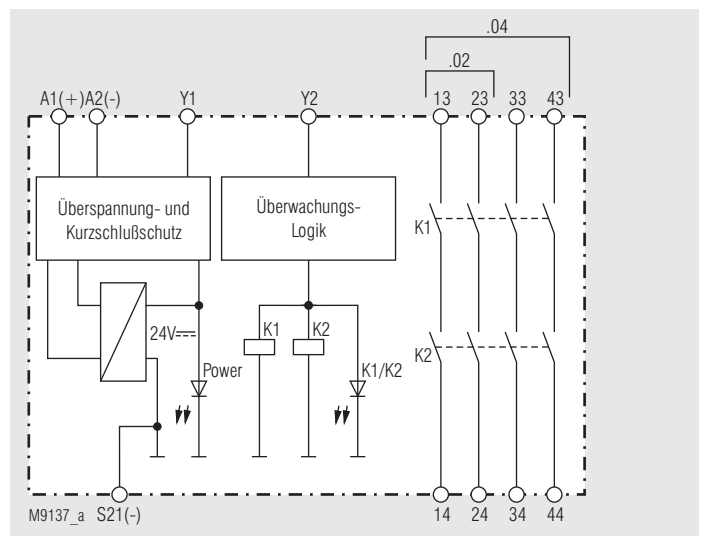 .04
.02
A1(+) A2(-) Y1 Y2 13 23 33 43
Überspannung- und
Kurzschlußschutz
Überwachungs-
Logik
K1
24V
K1 K2
K2
Power
K1/K2
M9137_a S21(-) 14 24 34 44